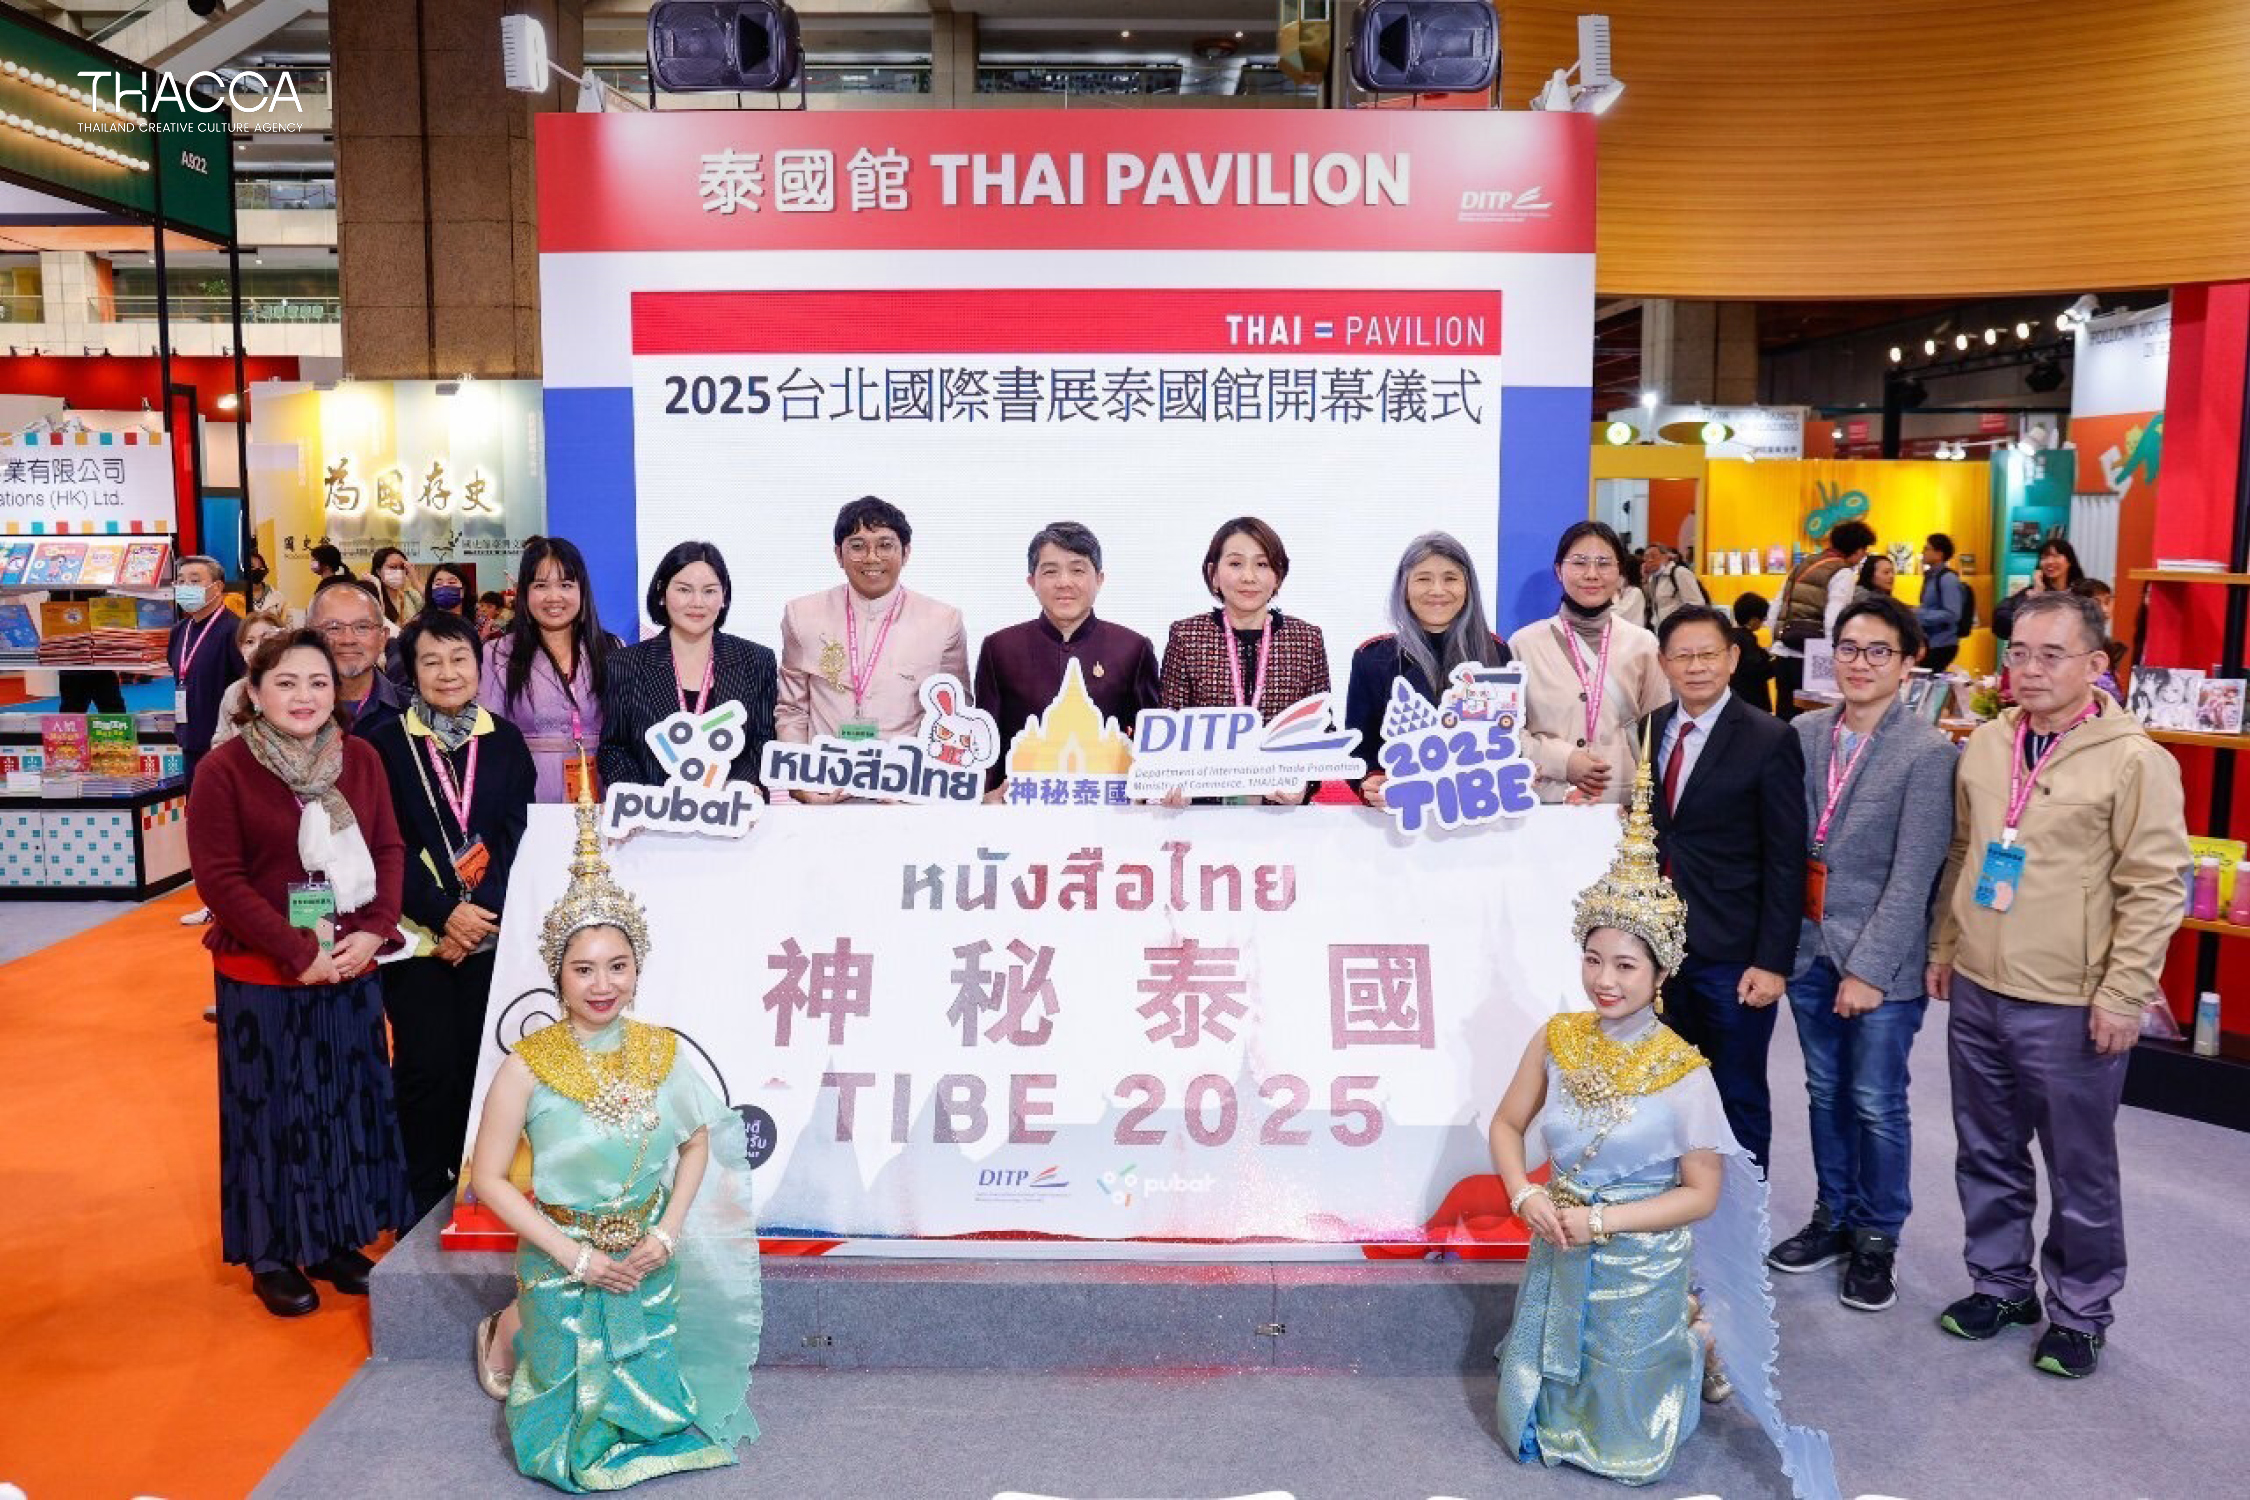 THACCA
THAILAND CREATIVE CULTURE AGENCY
A922
泰國館 THAI PAVILION
DITP
THAI = PAVILION
2025台北國際書展泰國館開幕儀式
業有限公司
ations (HK) Ltd.
為國存史
國史館
pubat
หนังสือไทย
神秘泰國
DITP
Department of International Trade Promotion
Ministry of Commerce, THAILAND
2025
TIBE
หนังสือไทย
神秘泰國
TIBE 2025
DITP
pubat